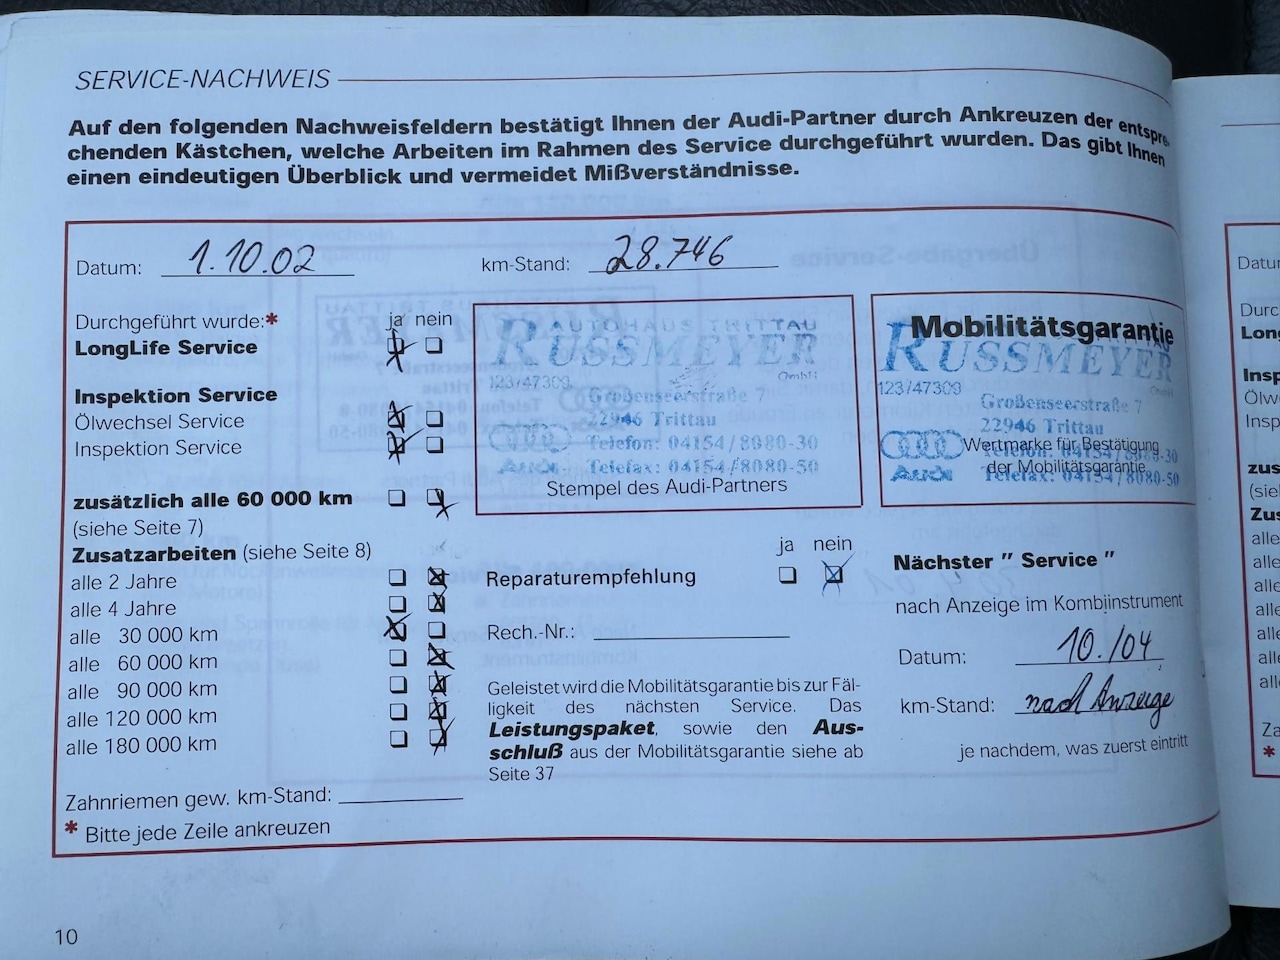 SERVICE-NACHWEIS
Auf den folgenden Nachweisfeldern bestätigt Ihnen der Audi-Partner durch Ankreuzen der entspre-
chenden Kästchen, welche Arbeiten im Rahmen des Service durchgeführt wurden. Das gibt Ihnen
einen eindeutigen Überblick und vermeidet Mißverständnisse.
Datum: 1.10.02 km-Stand: 28.746
Durchgeführt wurde:* ja nein
LongLife Service
Inspektion Service
Ölwechsel Service
Inspektion Service
zusätzlich alle 60 000 km
(siehe Seite 7)
Zusatzarbeiten (siehe Seite 8)
alle 2 Jahre
alle 4 Jahre
alle 30 000 km
alle 60 000 km
alle 90 000 km
alle 120 000 km
alle 180 000 km
Zahnriemen gew. km-Stand:
* Bitte jede Zeile ankreuzen
AUTOHAUS TRITTAU
RUSSMEYER
GmbH
123/47309
Großenseerstraße 7
22946 Trittau
Telefon: 04154/8080-30
Audi Telefax: 04154/8080-50
Stempel des Audi-Partners
Mobilitätsgarantie
RUSSMEYER
123/47309
Großenseerstraße 7
22946 Trittau
Wertmarke für Bestätigung
Telefon: 04154/8080-30
der Mobilitätsgarantie
Audi Telefax: 04154/8080-50
ja nein
Reparaturempfehlung
Rech.-Nr.:
Geleistet wird die Mobilitätsgarantie bis zur Fäl-
ligkeit des nächsten Service. Das
Leistungspaket, sowie den Aus-
schluß aus der Mobilitätsgarantie siehe ab
Seite 37
Nächster " Service "
nach Anzeige im Kombiinstrument
Datum: 10./04
km-Stand: nach Anzeige
je nachdem, was zuerst eintritt
10